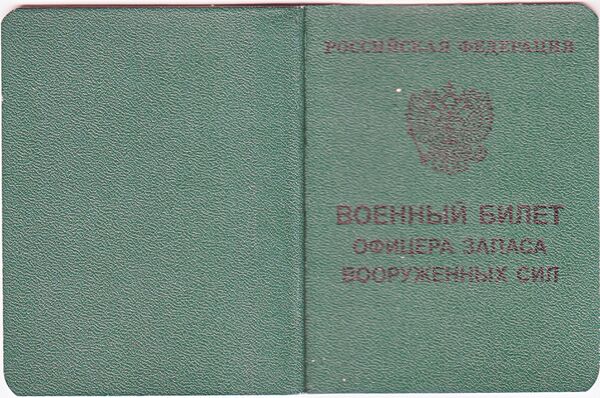 РОССИЙСКАЯ ФЕДЕРАЦИЯ
ВОЕННЫЙ БИЛЕТ
ОФИЦЕРА ЗАПАСА
ВООРУЖЕННЫХ СИЛ